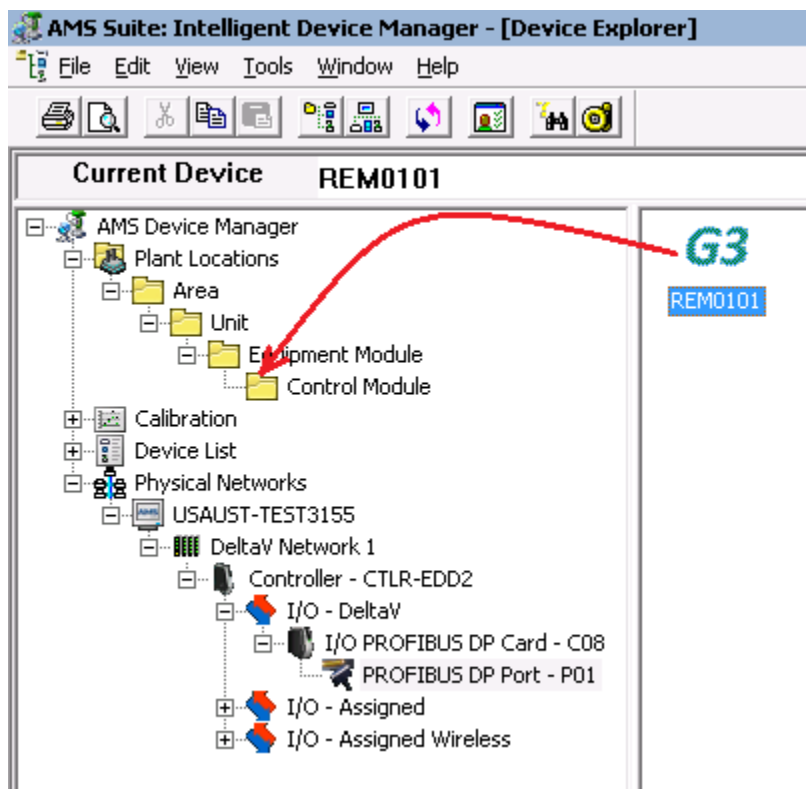 AMS Suite: Intelligent Device Manager - [Device Explorer]
File Edit View Tools Window Help
Current Device REM0101
AMS Device Manager
Plant Locations
Area
Unit
Equipment Module
Control Module
Calibration
Device List
Physical Networks
USAUST-TEST3155
DeltaV Network 1
Controller - CTLR-EDD2
I/O - DeltaV
I/O PROFIBUS DP Card - C08
PROFIBUS DP Port - P01
I/O - Assigned
I/O - Assigned Wireless
G3
REM0101